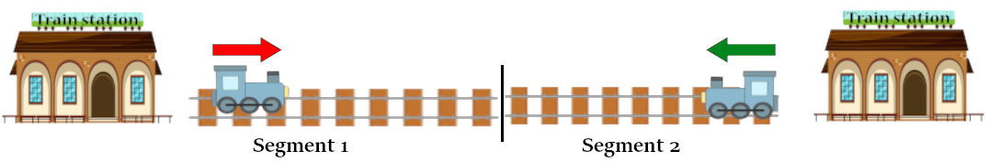 Train station
Train station
Segment 1
Segment 2